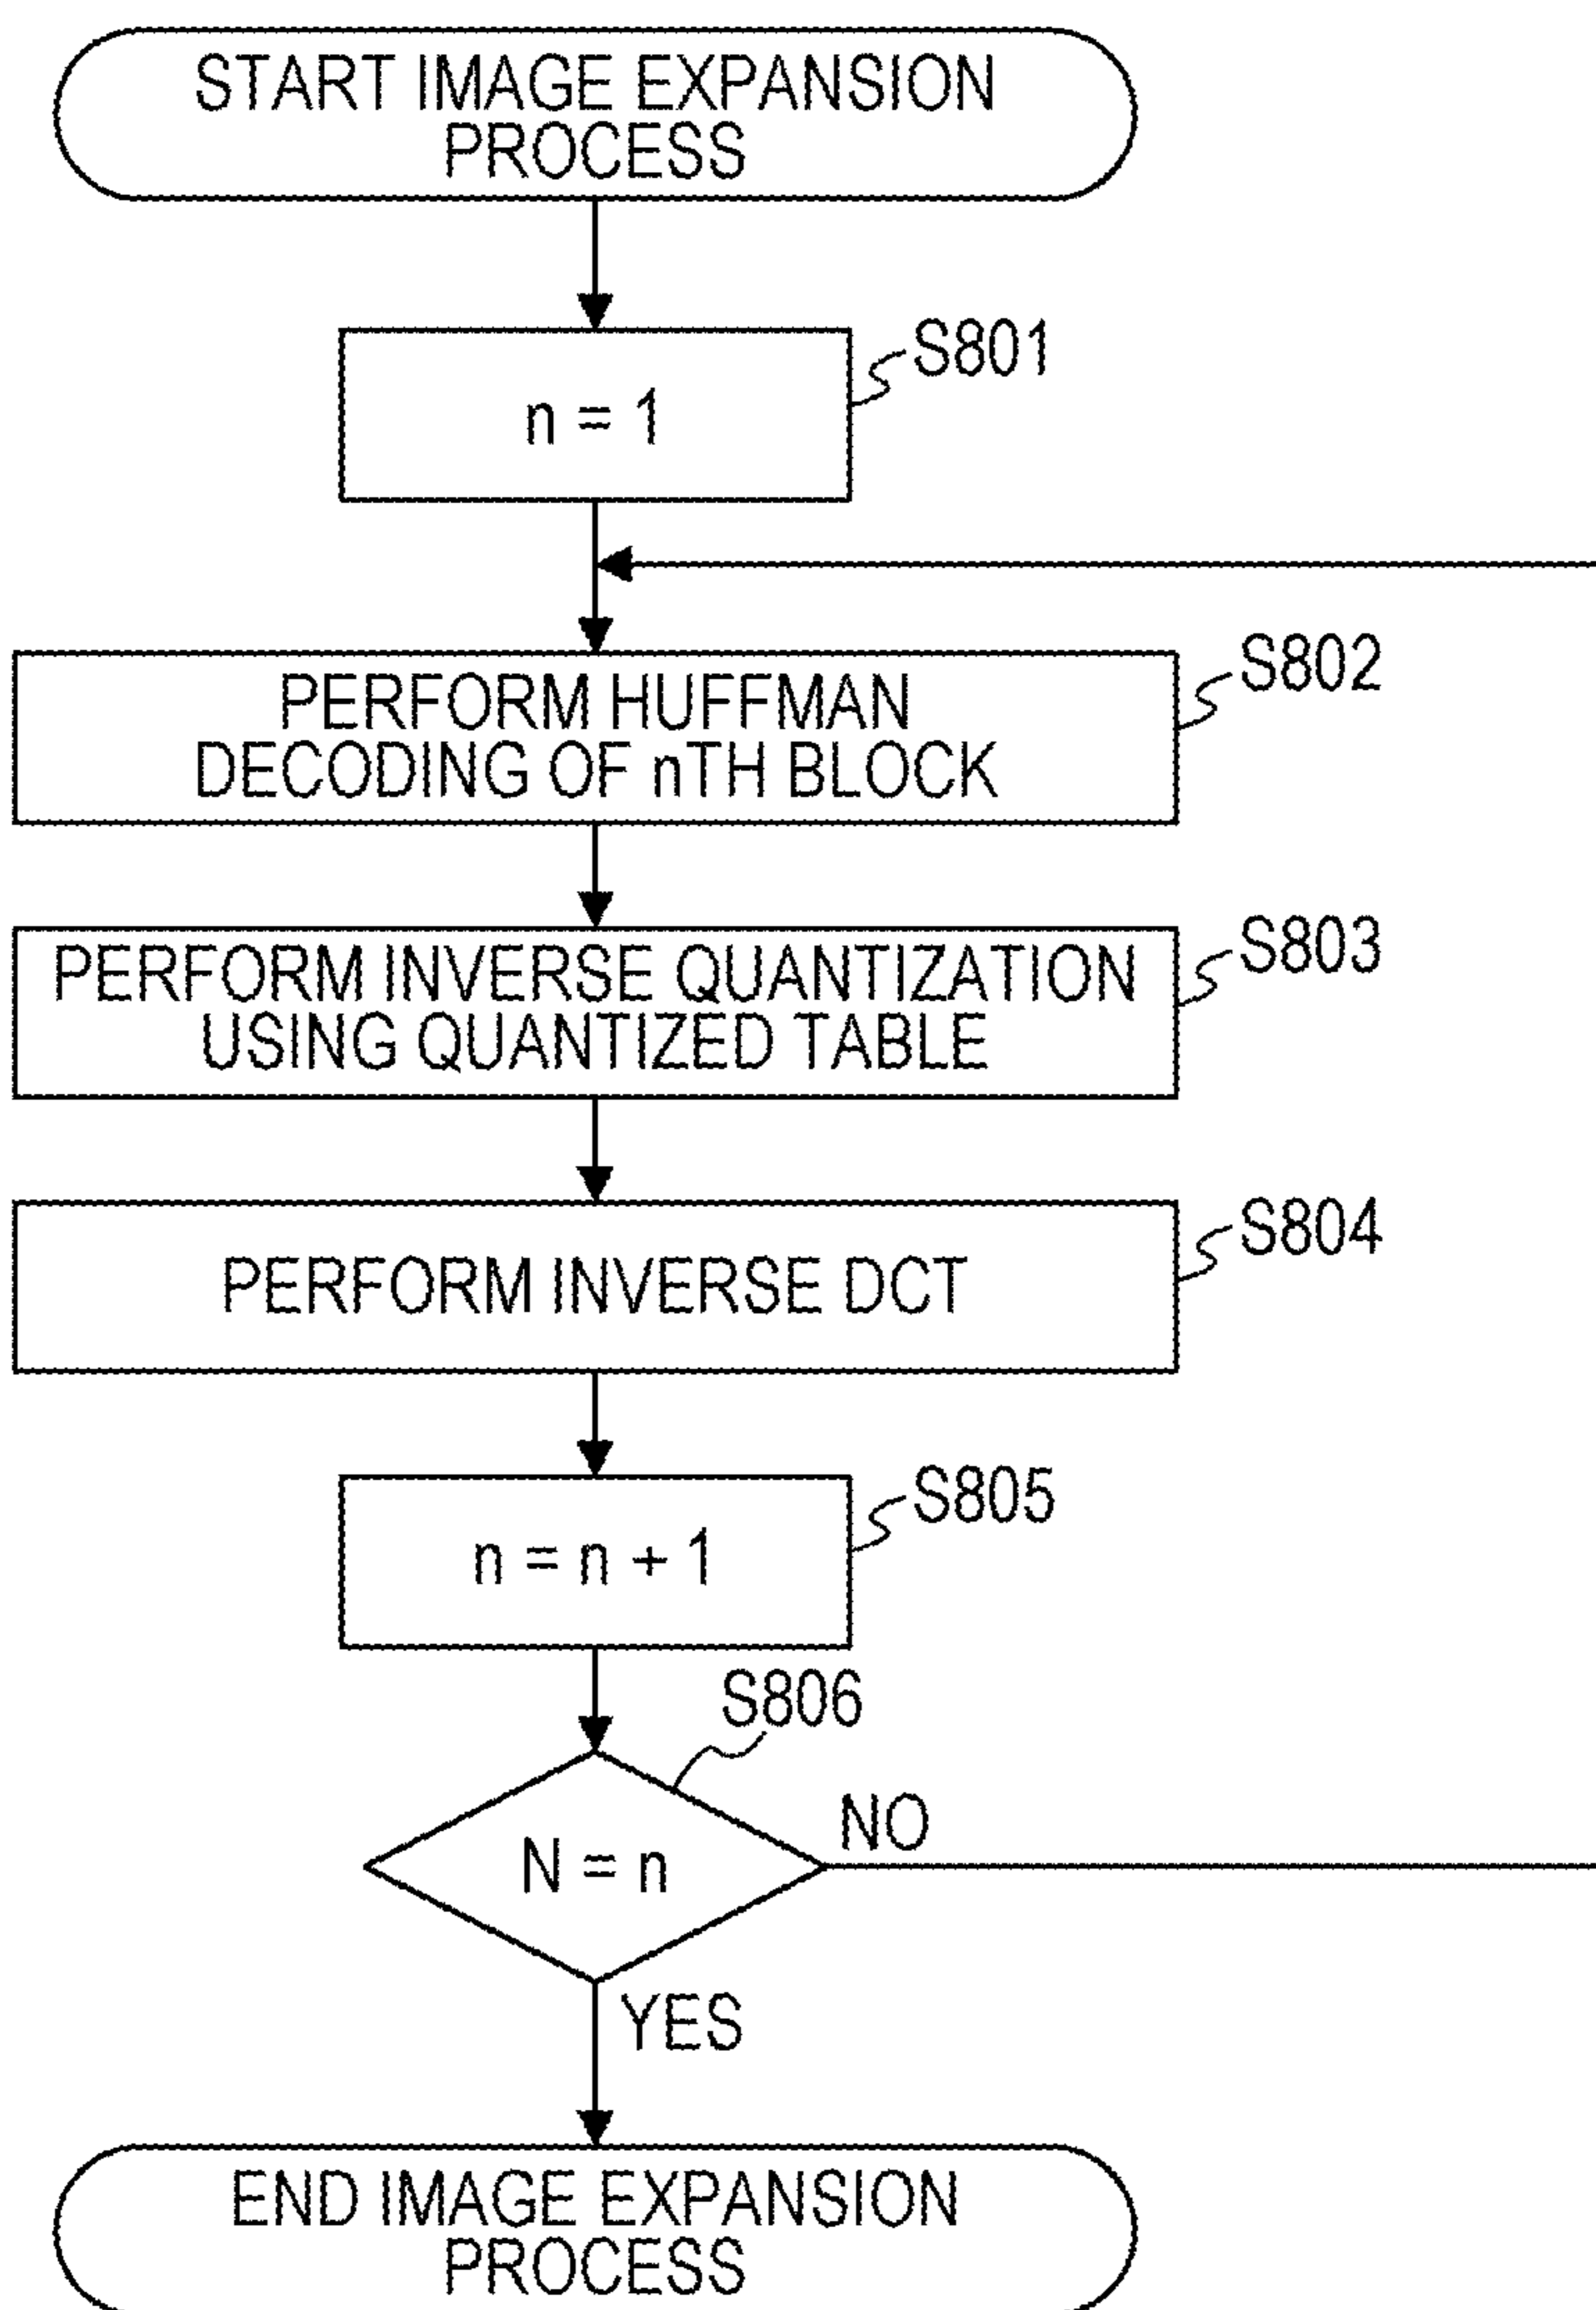 START IMAGE EXPANSION
PROCESS
S801
n = 1
S802
PERFORM HUFFMAN
DECODING OF nTH BLOCK
S803
PERFORM INVERSE QUANTIZATION
USING QUANTIZED TABLE
S804
PERFORM INVERSE DCT
S805
n = n + 1
S806
N = n
NO
YES
END IMAGE EXPANSION
PROCESS